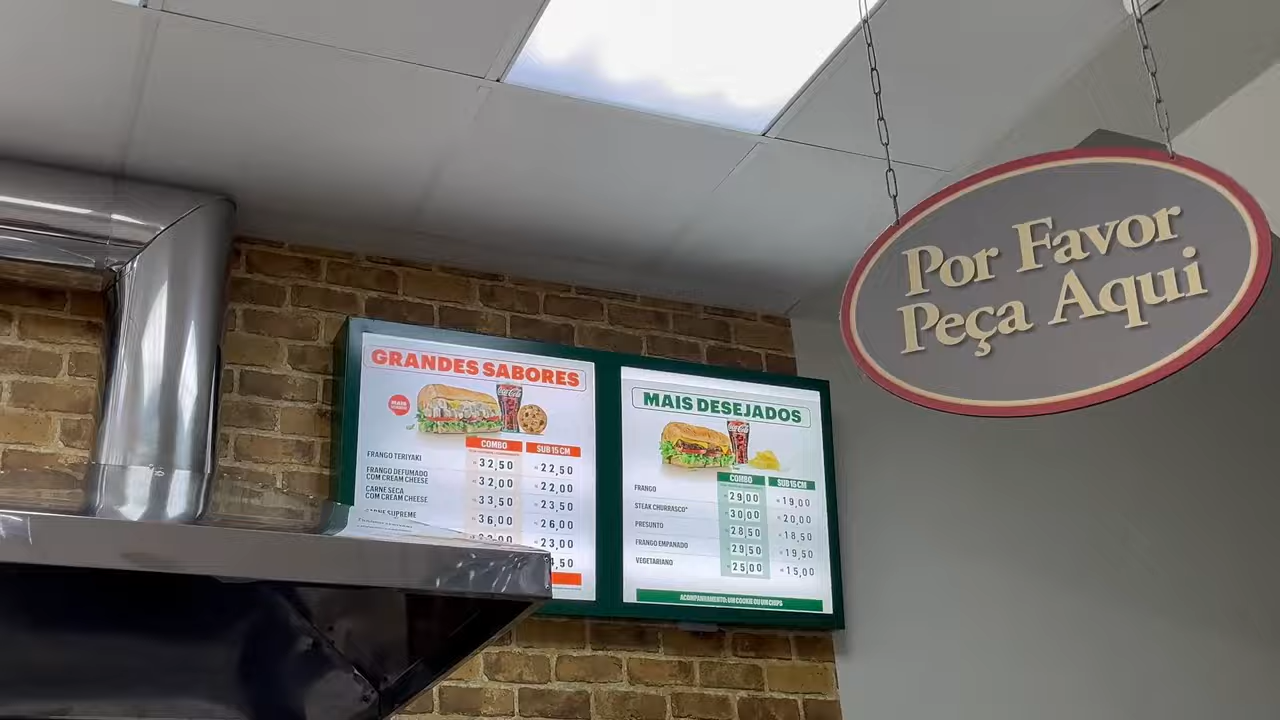 Por Favor
Peça Aqui
GRANDES SABORES
COMBO SUB 15 CM
FRANGO TERIYAKI 32,50 22,50
FRANGO DEFUMADO
COM CREAM CHEESE 32,00 22,00
CARNE SECA
COM CREAM CHEESE 33,50 23,50
CARNE SUPREME 36,00 26,00
23,00
,50
MAIS DESEJADOS
COMBO SUB 15 CM
FRANGO 29,00 19,00
STEAK CHURRASCO* 30,00 20,00
PRESUNTO 28,50 18,50
FRANGO EMPANADO 29,50 19,50
VEGETARIANO 25,00 15,00
ACOMPANHAMENTO: UM COOKIE OU UM CHIPS